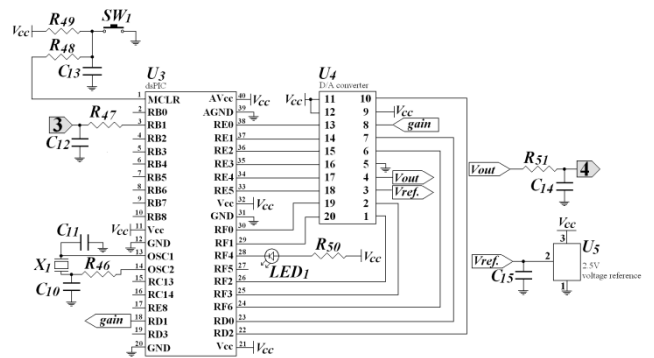 R49 SW1
Vcc
R48
C13
U3
dsPIC
U4
D/A converter
1 MCLR AVcc 40 Vcc
2 RB0 AGND 39
3 R47 3 RB1 RE0 38
C12 4 RB2 RE1 37
5 RB3 RE2 36
6 RB4 RE3 35
7 RB5 RE4 34
8 RB6 RE5 33
9 RB7 Vcc 32 Vcc
10 RB8 GND 31
Vcc 11 Vcc RF0 30
C11 12 GND RF1 29
13 OSC1 RF4 28
X1 R46 14 OSC2 RF5 27
C10 15 RC13 RF2 26
16 RC14 RF3 25
17 RE8 RF6 24
gain 18 RD1 RD0 23
19 RD3 RD2 22
20 GND Vcc 21 Vcc
Vcc 11 10
12 9 Vcc
13 8 gain
14 7
15 6
16 5
17 4 Vout
18 3 Vref.
19 2
20 1
LED1 R50 Vcc
Vout R51 4
C14
Vcc
3 U5
Vref. 2 2.5V
voltage reference
C15 1